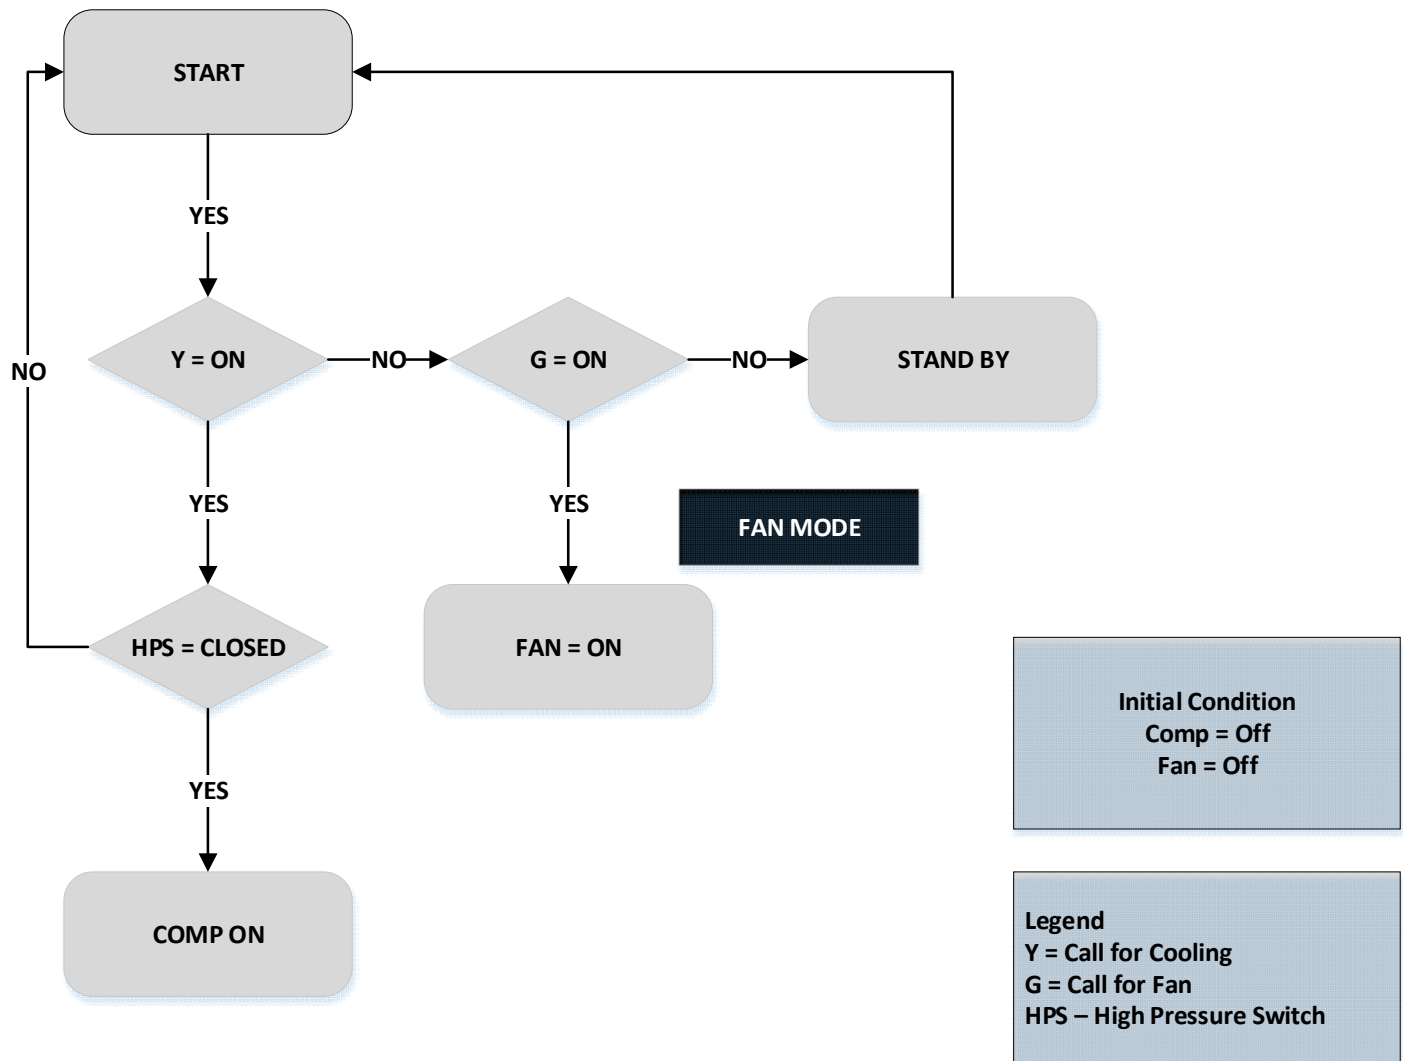 START
YES
Y = ON
NO
G = ON
NO
STAND BY
NO
YES
YES
FAN MODE
HPS = CLOSED
FAN = ON
YES
COMP ON
Initial Condition
Comp = Off
Fan = Off
Legend
Y = Call for Cooling
G = Call for Fan
HPS – High Pressure Switch